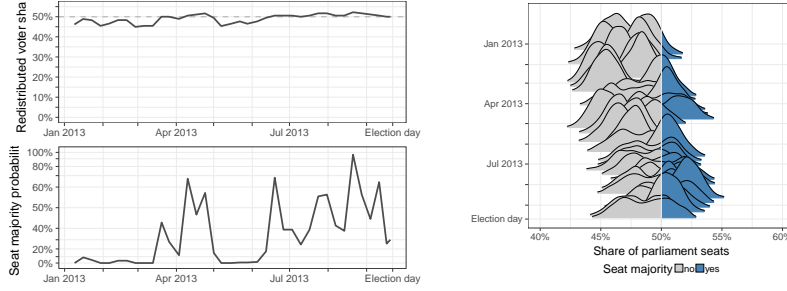 Redistributed voter sha
50%
40%
30%
20%
10%
0%
Jan 2013
Apr 2013
Jul 2013
Election day
Seat majority probabilit
100%
80%
60%
40%
20%
0%
Jan 2013
Apr 2013
Jul 2013
Election day
Jan 2013
Apr 2013
Jul 2013
Election day
40%
45%
50%
55%
60%
Share of parliament seats
Seat majority no yes